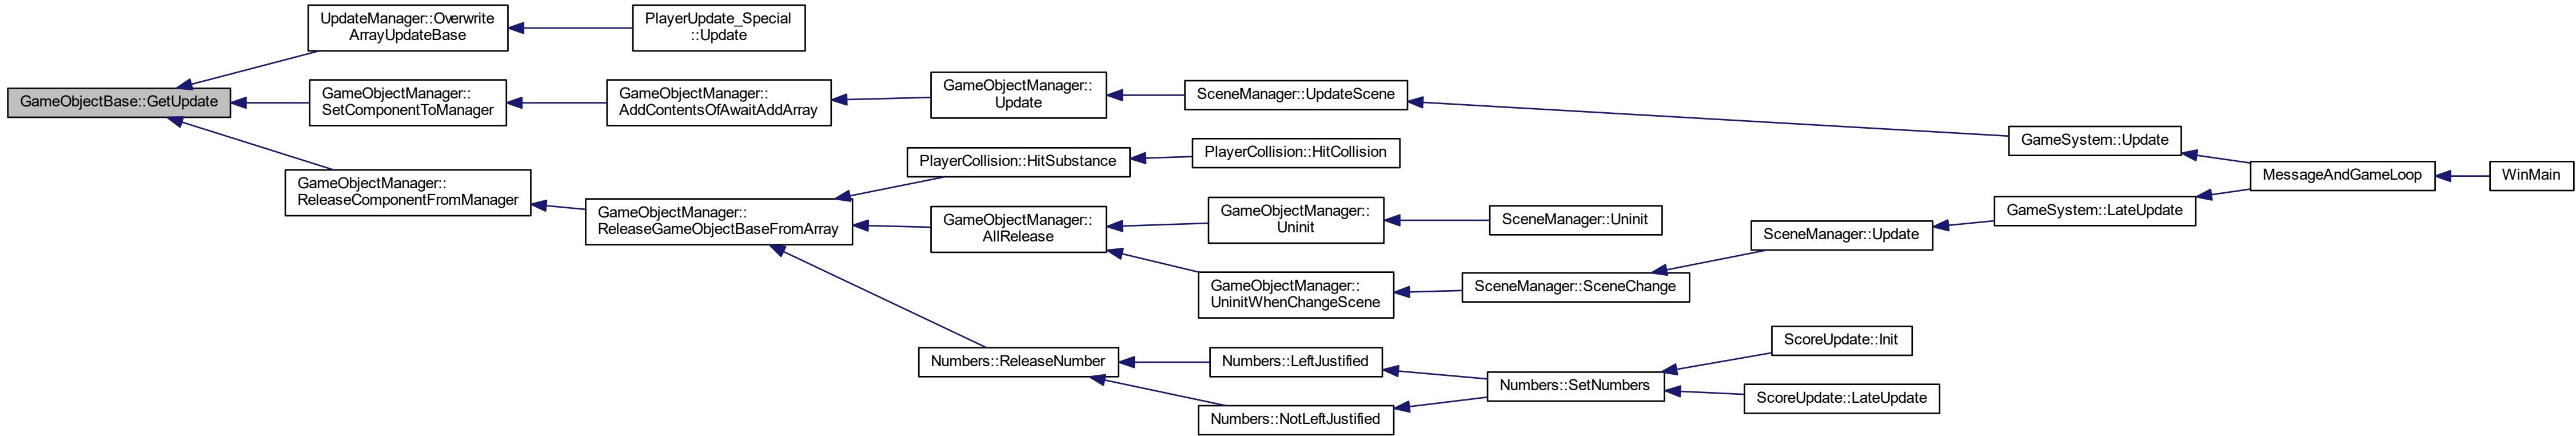 GameObjectBase::GetUpdate
UpdateManager::Overwrite
ArrayUpdateBase
PlayerUpdate_Special
::Update
GameObjectManager::
SetComponentToManager
GameObjectManager::
AddContentsOfAwaitAddArray
GameObjectManager::
Update
SceneManager::UpdateScene
GameSystem::Update
MessageAndGameLoop
WinMain
GameObjectManager::
ReleaseComponentFromManager
GameObjectManager::
ReleaseGameObjectBaseFromArray
PlayerCollision::HitSubstance
PlayerCollision::HitCollision
GameObjectManager::
AllRelease
GameObjectManager::
Uninit
SceneManager::Uninit
GameObjectManager::
UninitWhenChangeScene
SceneManager::SceneChange
SceneManager::Update
GameSystem::LateUpdate
Numbers::ReleaseNumber
Numbers::LeftJustified
Numbers::NotLeftJustified
Numbers::SetNumbers
ScoreUpdate::Init
ScoreUpdate::LateUpdate